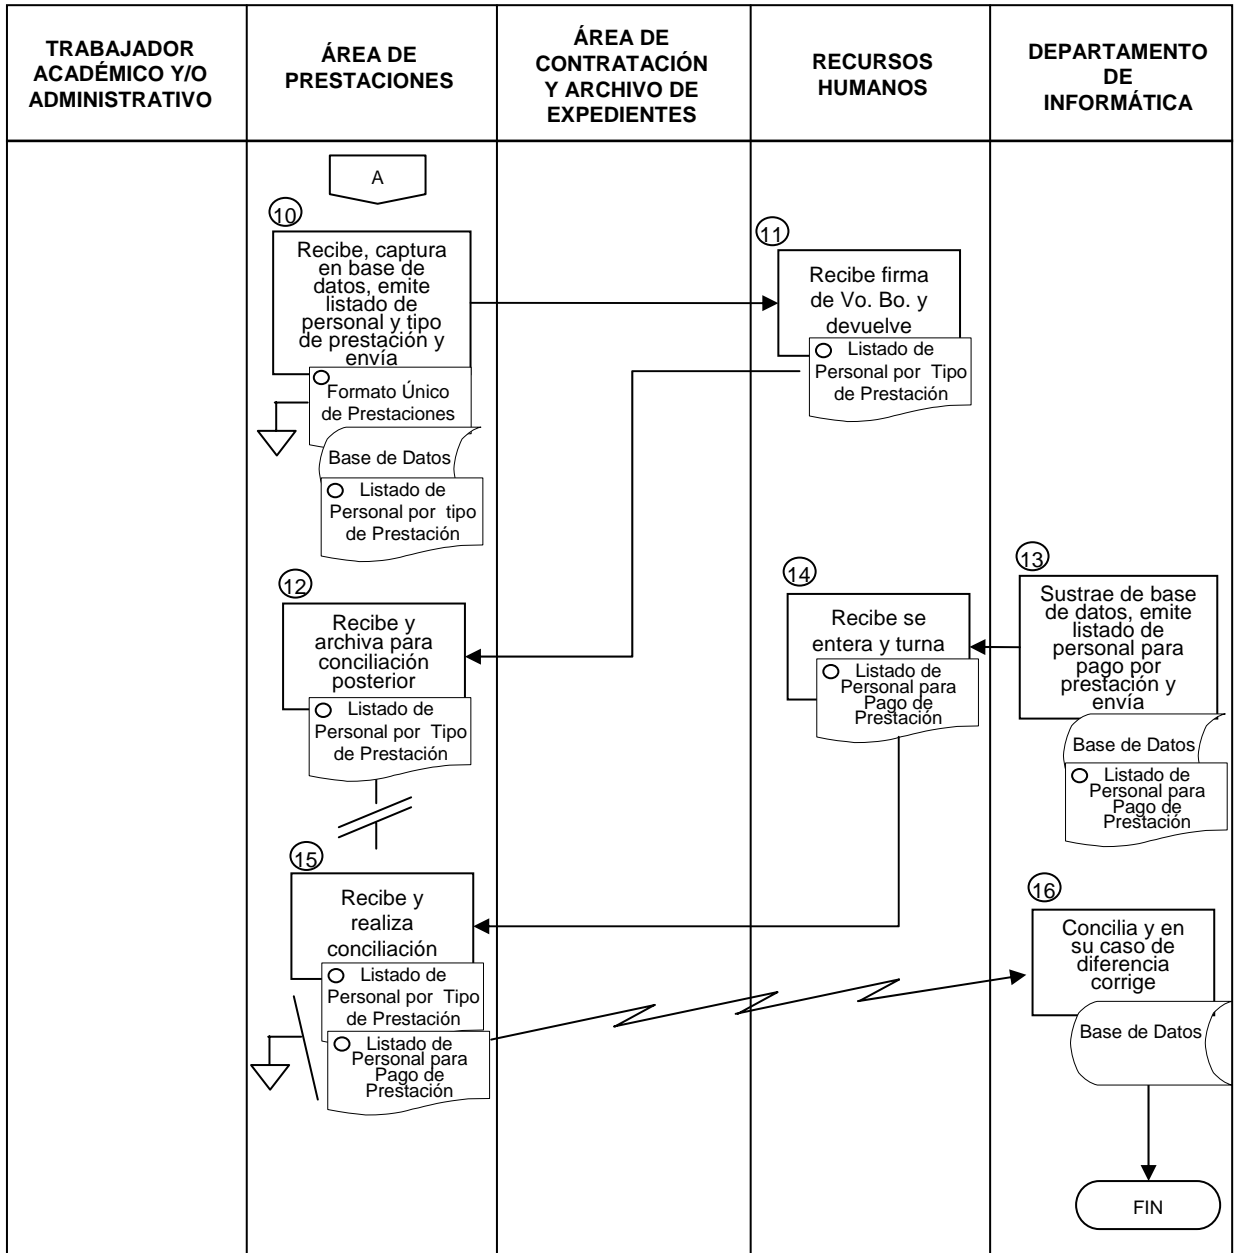 TRABAJADOR
ACADÉMICO Y/O
ADMINISTRATIVO
ÁREA DE
PRESTACIONES
ÁREA DE
CONTRATACIÓN
Y ARCHIVO DE
EXPEDIENTES
RECURSOS
HUMANOS
DEPARTAMENTO
DE
INFORMÁTICA
A
10
Recibe, captura
en base de
datos, emite
listado de
personal y tipo
de prestación y
envía
Formato Único
de Prestaciones
Base de Datos
Listado de
Personal por tipo
de Prestación
11
Recibe firma
de Vo. Bo. y
devuelve
Listado de
Personal por Tipo
de Prestación
12
Recibe y
archiva para
conciliación
posterior
Listado de
Personal por Tipo
de Prestación
13
Sustrae de base
de datos, emite
listado de
personal para
pago por
prestación y
envía
Base de Datos
Listado de
Personal para
Pago de
Prestación
14
Recibe se
entera y turna
Listado de
Personal para
Pago de
Prestación
15
Recibe y
realiza
conciliación
Listado de
Personal por Tipo
de Prestación
Listado de
Personal para
Pago de
Prestación
16
Concilia y en
su caso de
diferencia
corrige
Base de Datos
FIN